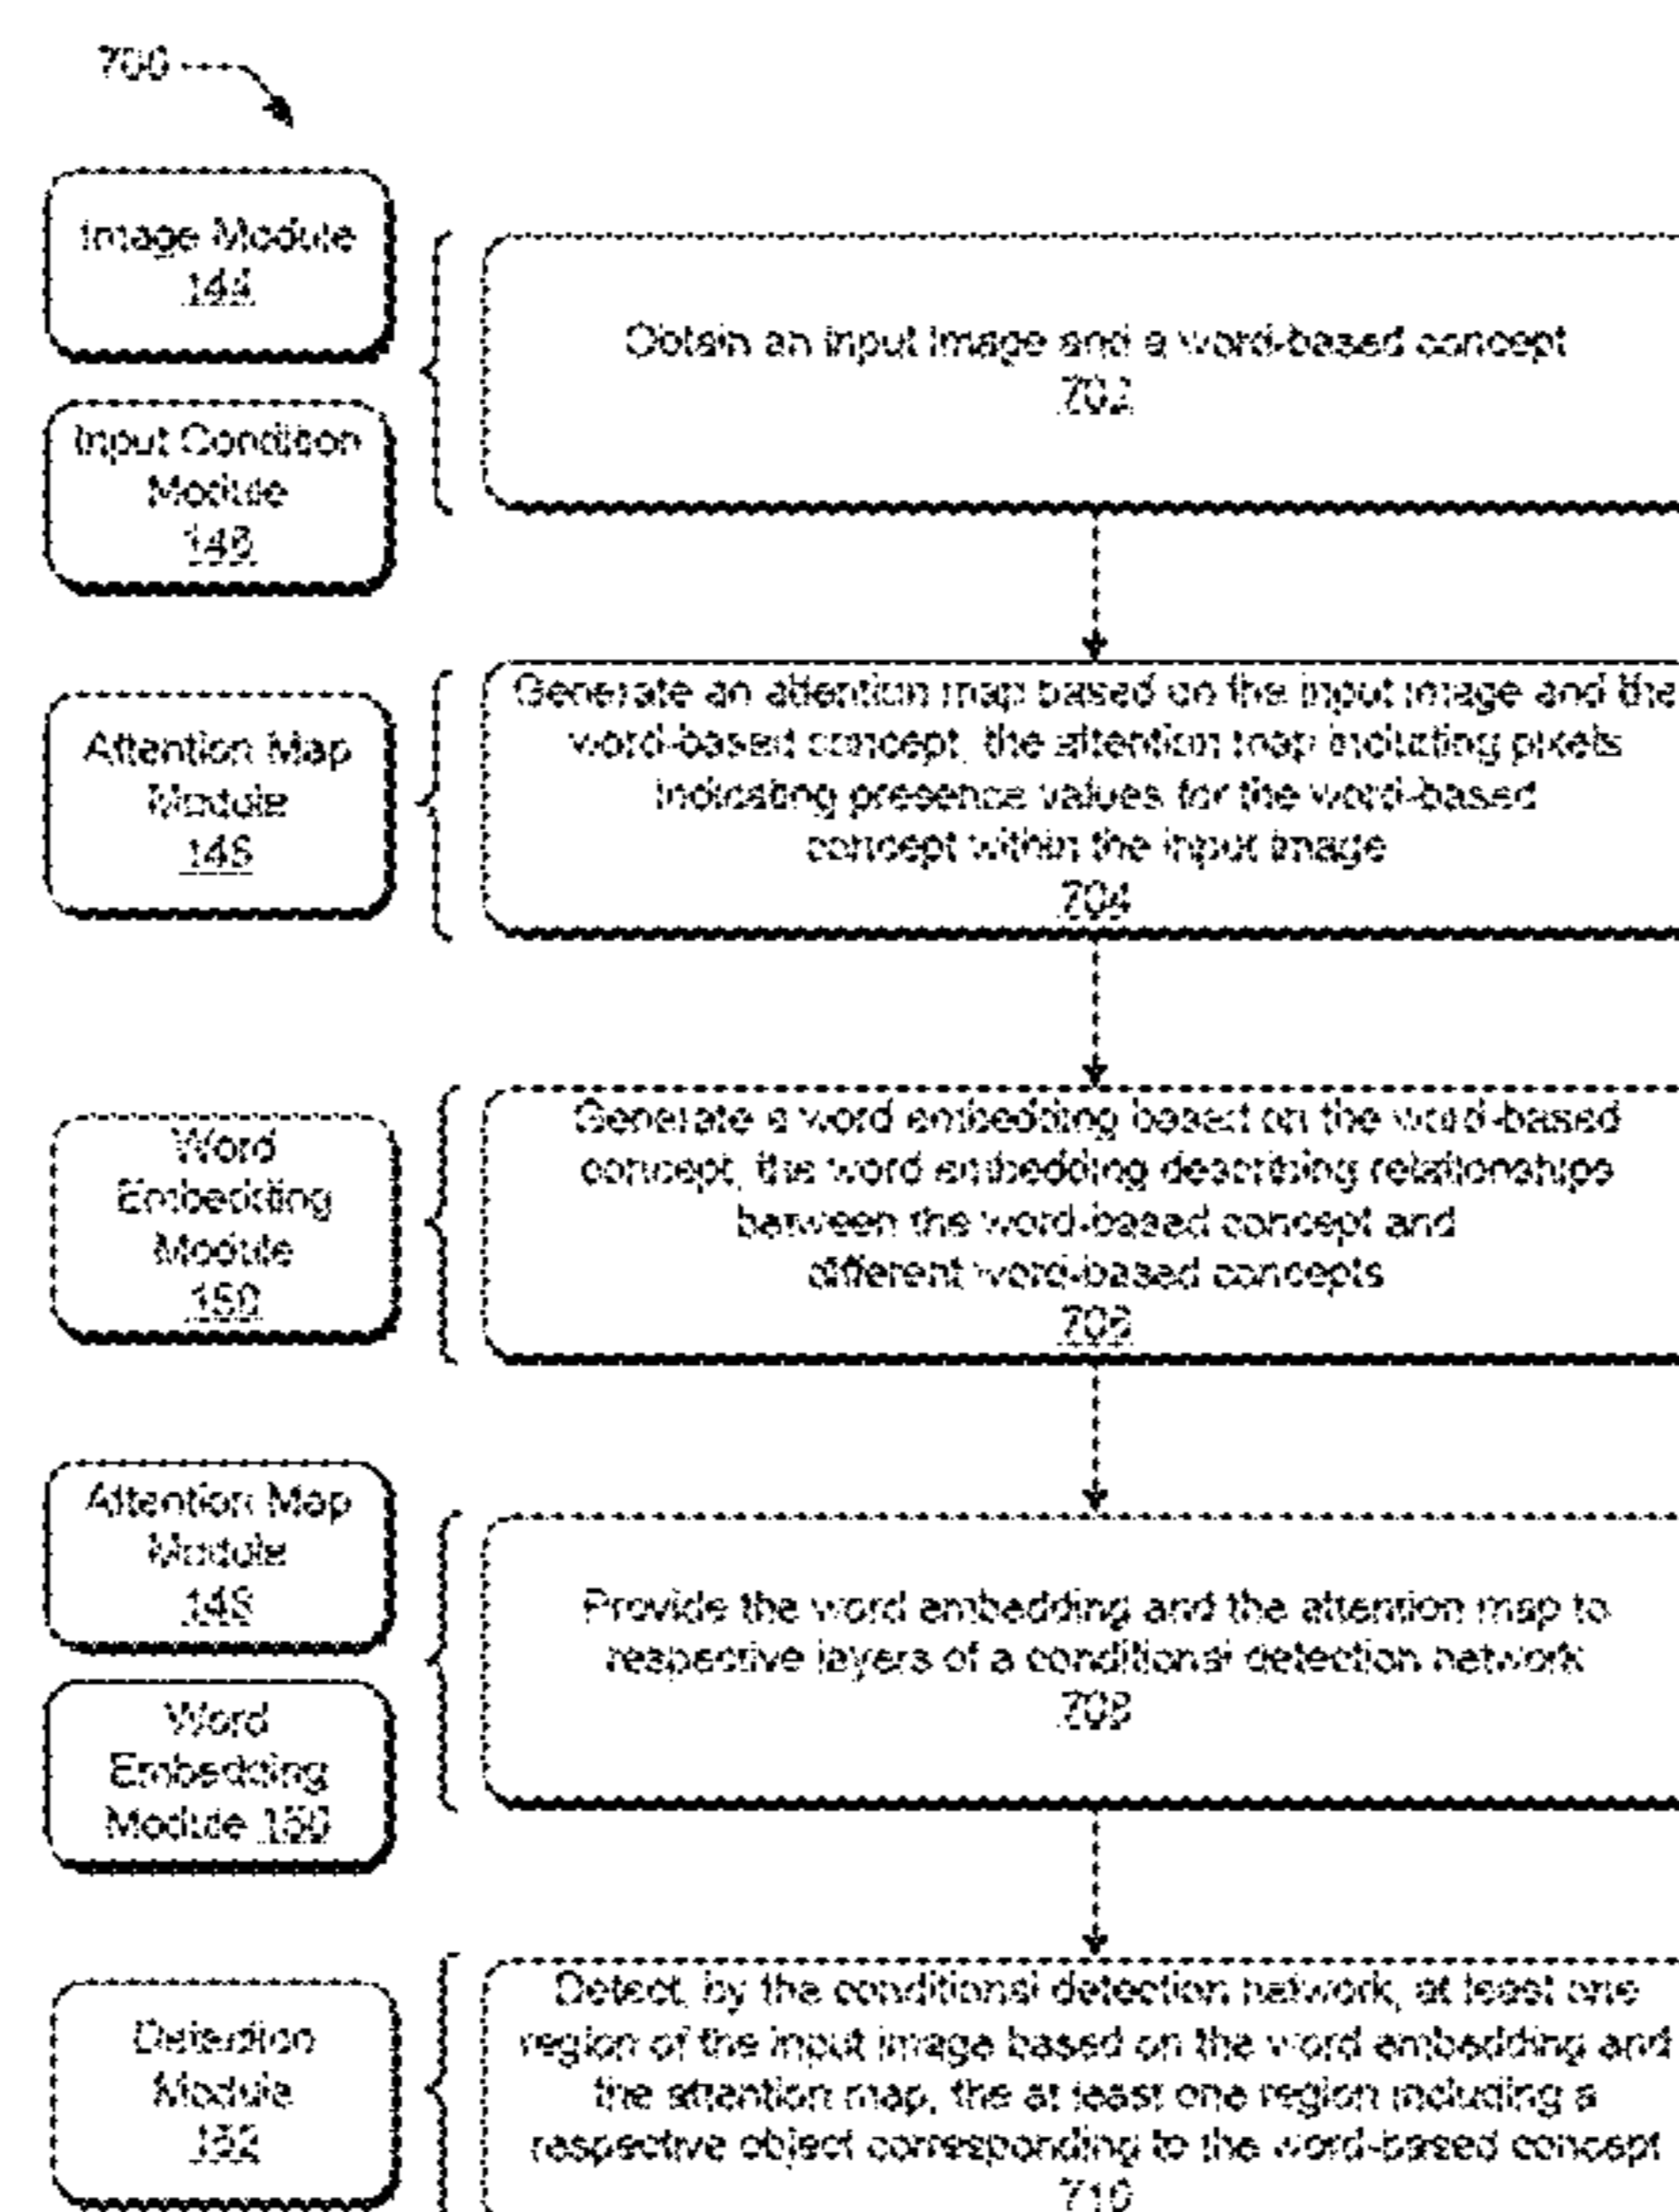 700
Image Module
144
Obtain an input image and a word-based concept
702
Input Condition
Module
146
Attention Map
Module
148
Generate an attention map based on the input image and the
word-based concept, the attention map including pixels
indicating presence values for the word-based
concept within the input image
704
Word
Embedding
Module
150
Generate a word embedding based on the word-based
concept, the word embedding describing relationships
between the word-based concept and
different word-based concepts
Attention Map
Module
148
Word
Embedding
Module 150
Provide the word embedding and the attention map to
respective layers of a conditional detection network
708
Detection
Module
152
Detect, by the conditional detection network, at least one
region of the input image based on the word embedding and
the attention map, the at least one region including a
respective object corresponding to the word-based concept
710